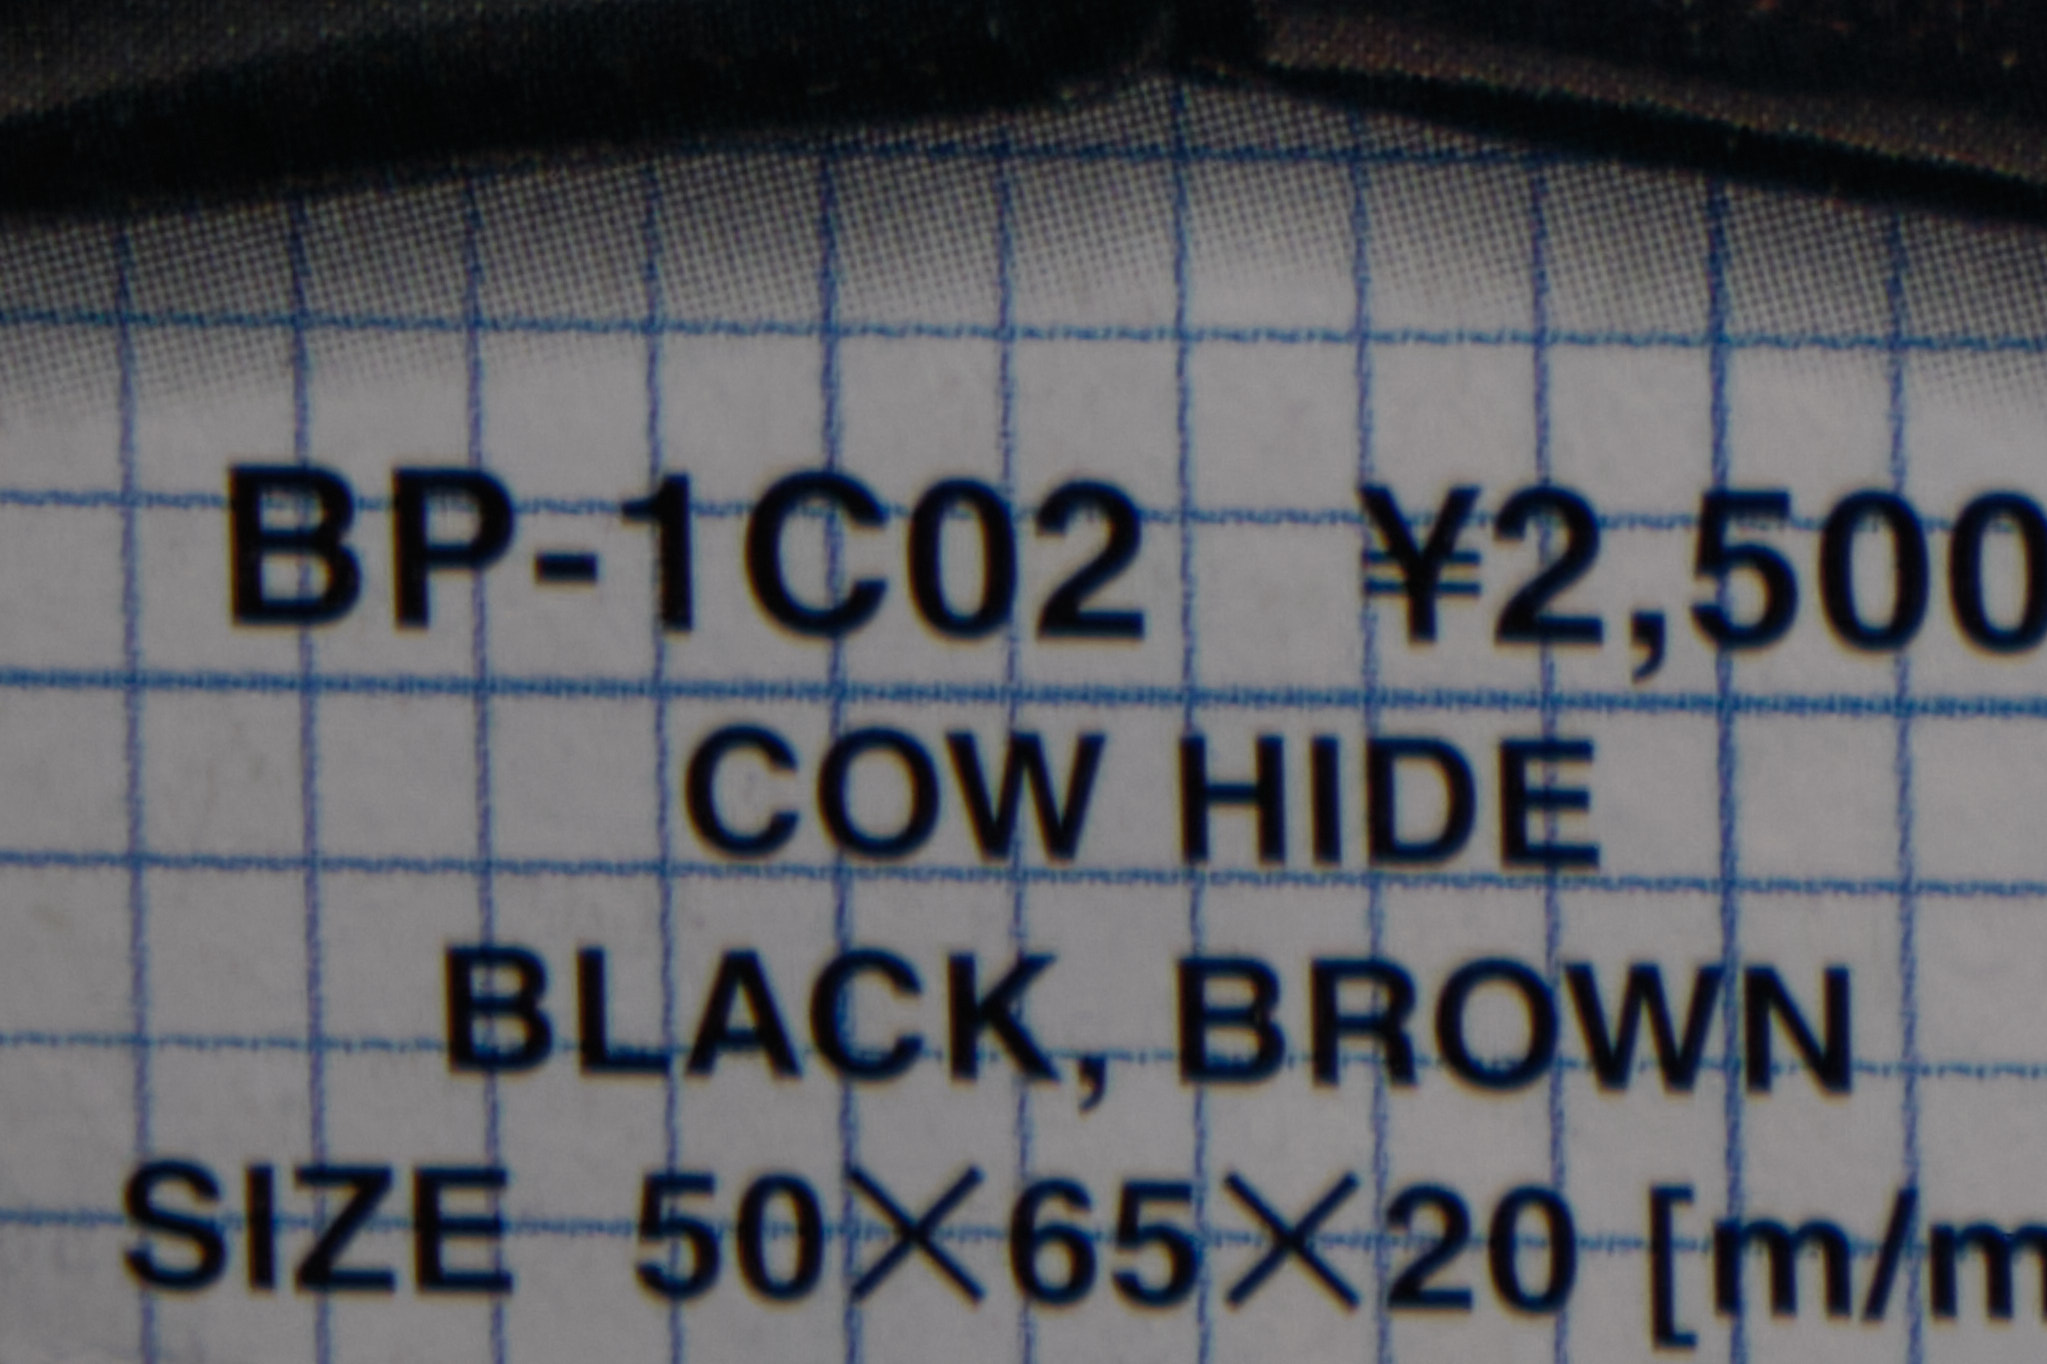 BP-1C02 ¥2,500
COW HIDE
BLACK, BROWN
SIZE 50×65×20 [m/m